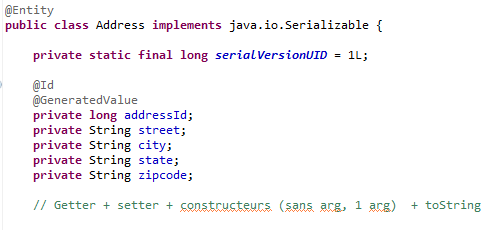 @Entity
public class Address implements java.io.Serializable {
private static final long serialVersionUID = 1L;
@Id
@GeneratedValue
private long addressId;
private String street;
private String city;
private String state;
private String zipcode;
// Getter + setter + constructeurs (sans arg, 1 arg)  + toString